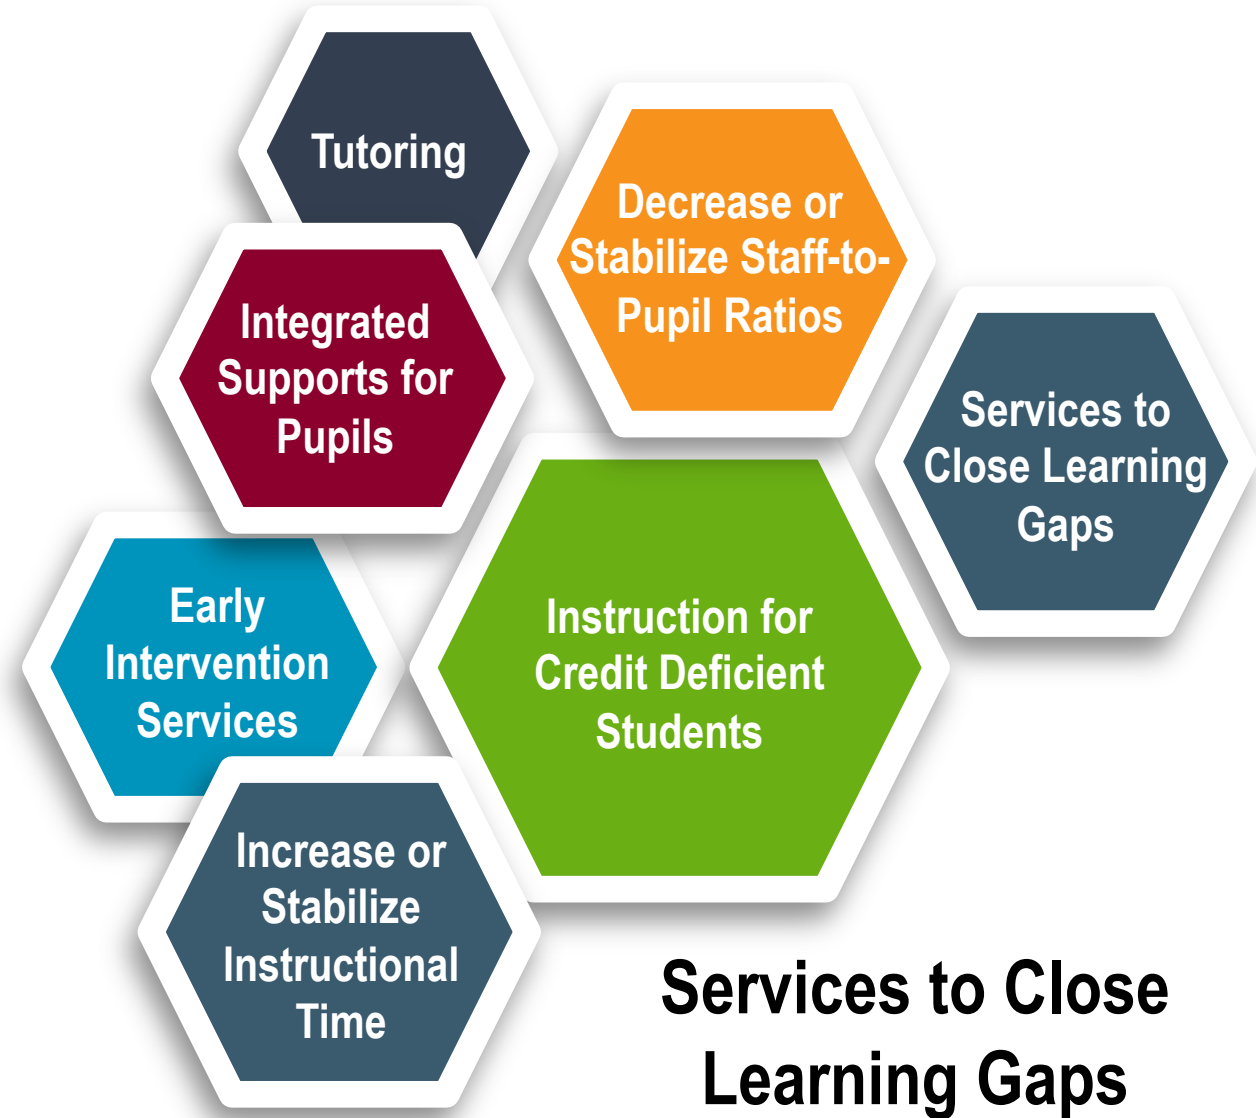 Tutoring
Decrease or
Stabilize Staff-to-
Pupil Ratios
Integrated
Supports for
Pupils
Services to
Close Learning
Gaps
Early
Intervention
Services
Instruction for
Credit Deficient
Students
Increase or
Stabilize
Instructional
Time
Services to Close
Learning Gaps